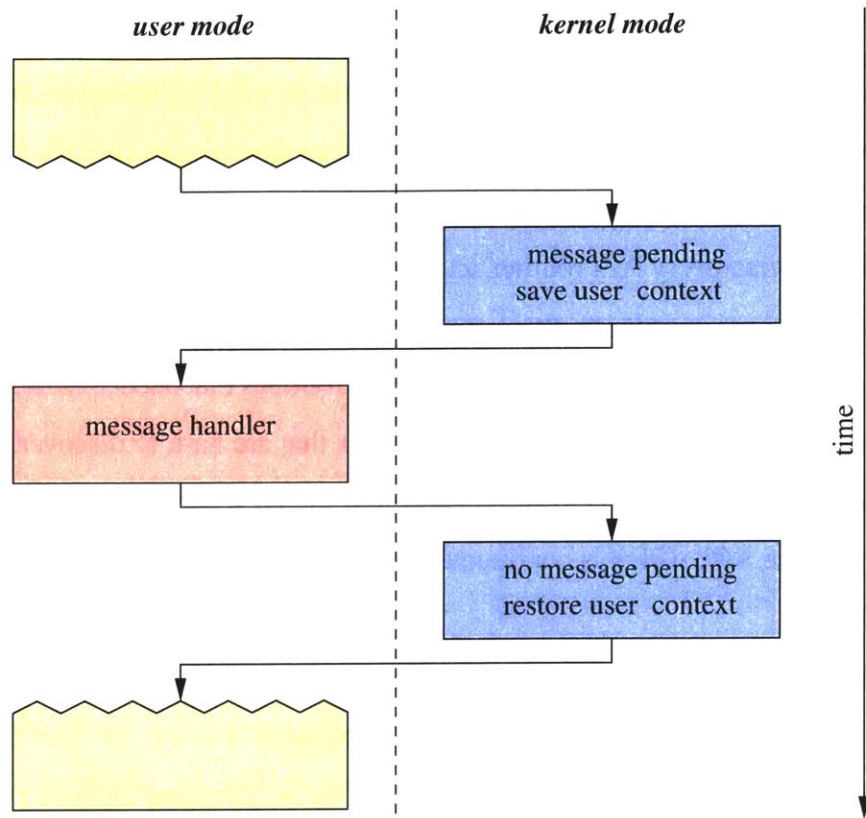 user mode
kernel mode
message pending
save user context
message handler
time
no message pending
restore user context